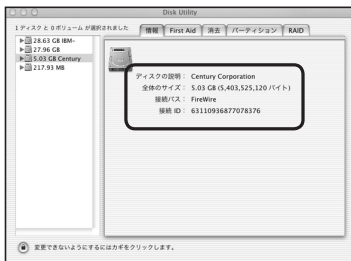 Disk Utility
1 ディスク と 0 ボリューム が選択されました
情報
First Aid
消去
パーティション
RAID
28.63 GB IBM-
27.96 GB
5.03 GB Century
217.93 MB
ディスクの説明： Century Corporation
全体のサイズ： 5.03 GB (5,403,525,120 バイト)
接続バス： FireWire
接続 ID： 63110936877078376
変更できないようにするにはカギをクリックします。